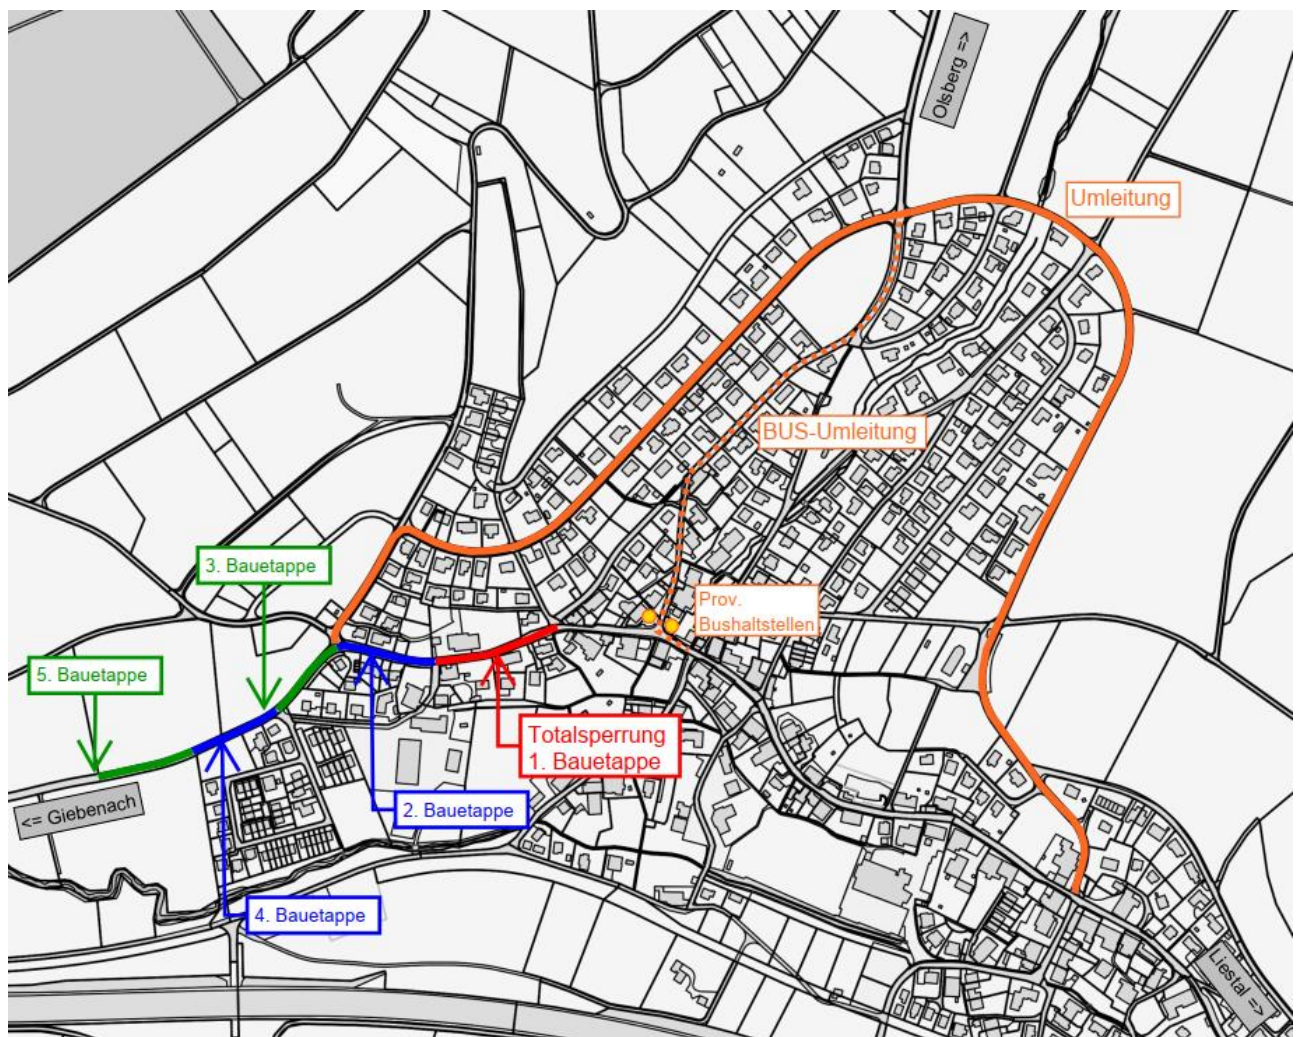 Olsberg =>
Umleitung
BUS-Umleitung
3. Bauetappe
Prov.
Bushaltstellen
5. Bauetappe
Totalsperrung
1. Bauetappe
<= Giebenach
2. Bauetappe
4. Bauetappe
Liestal =>